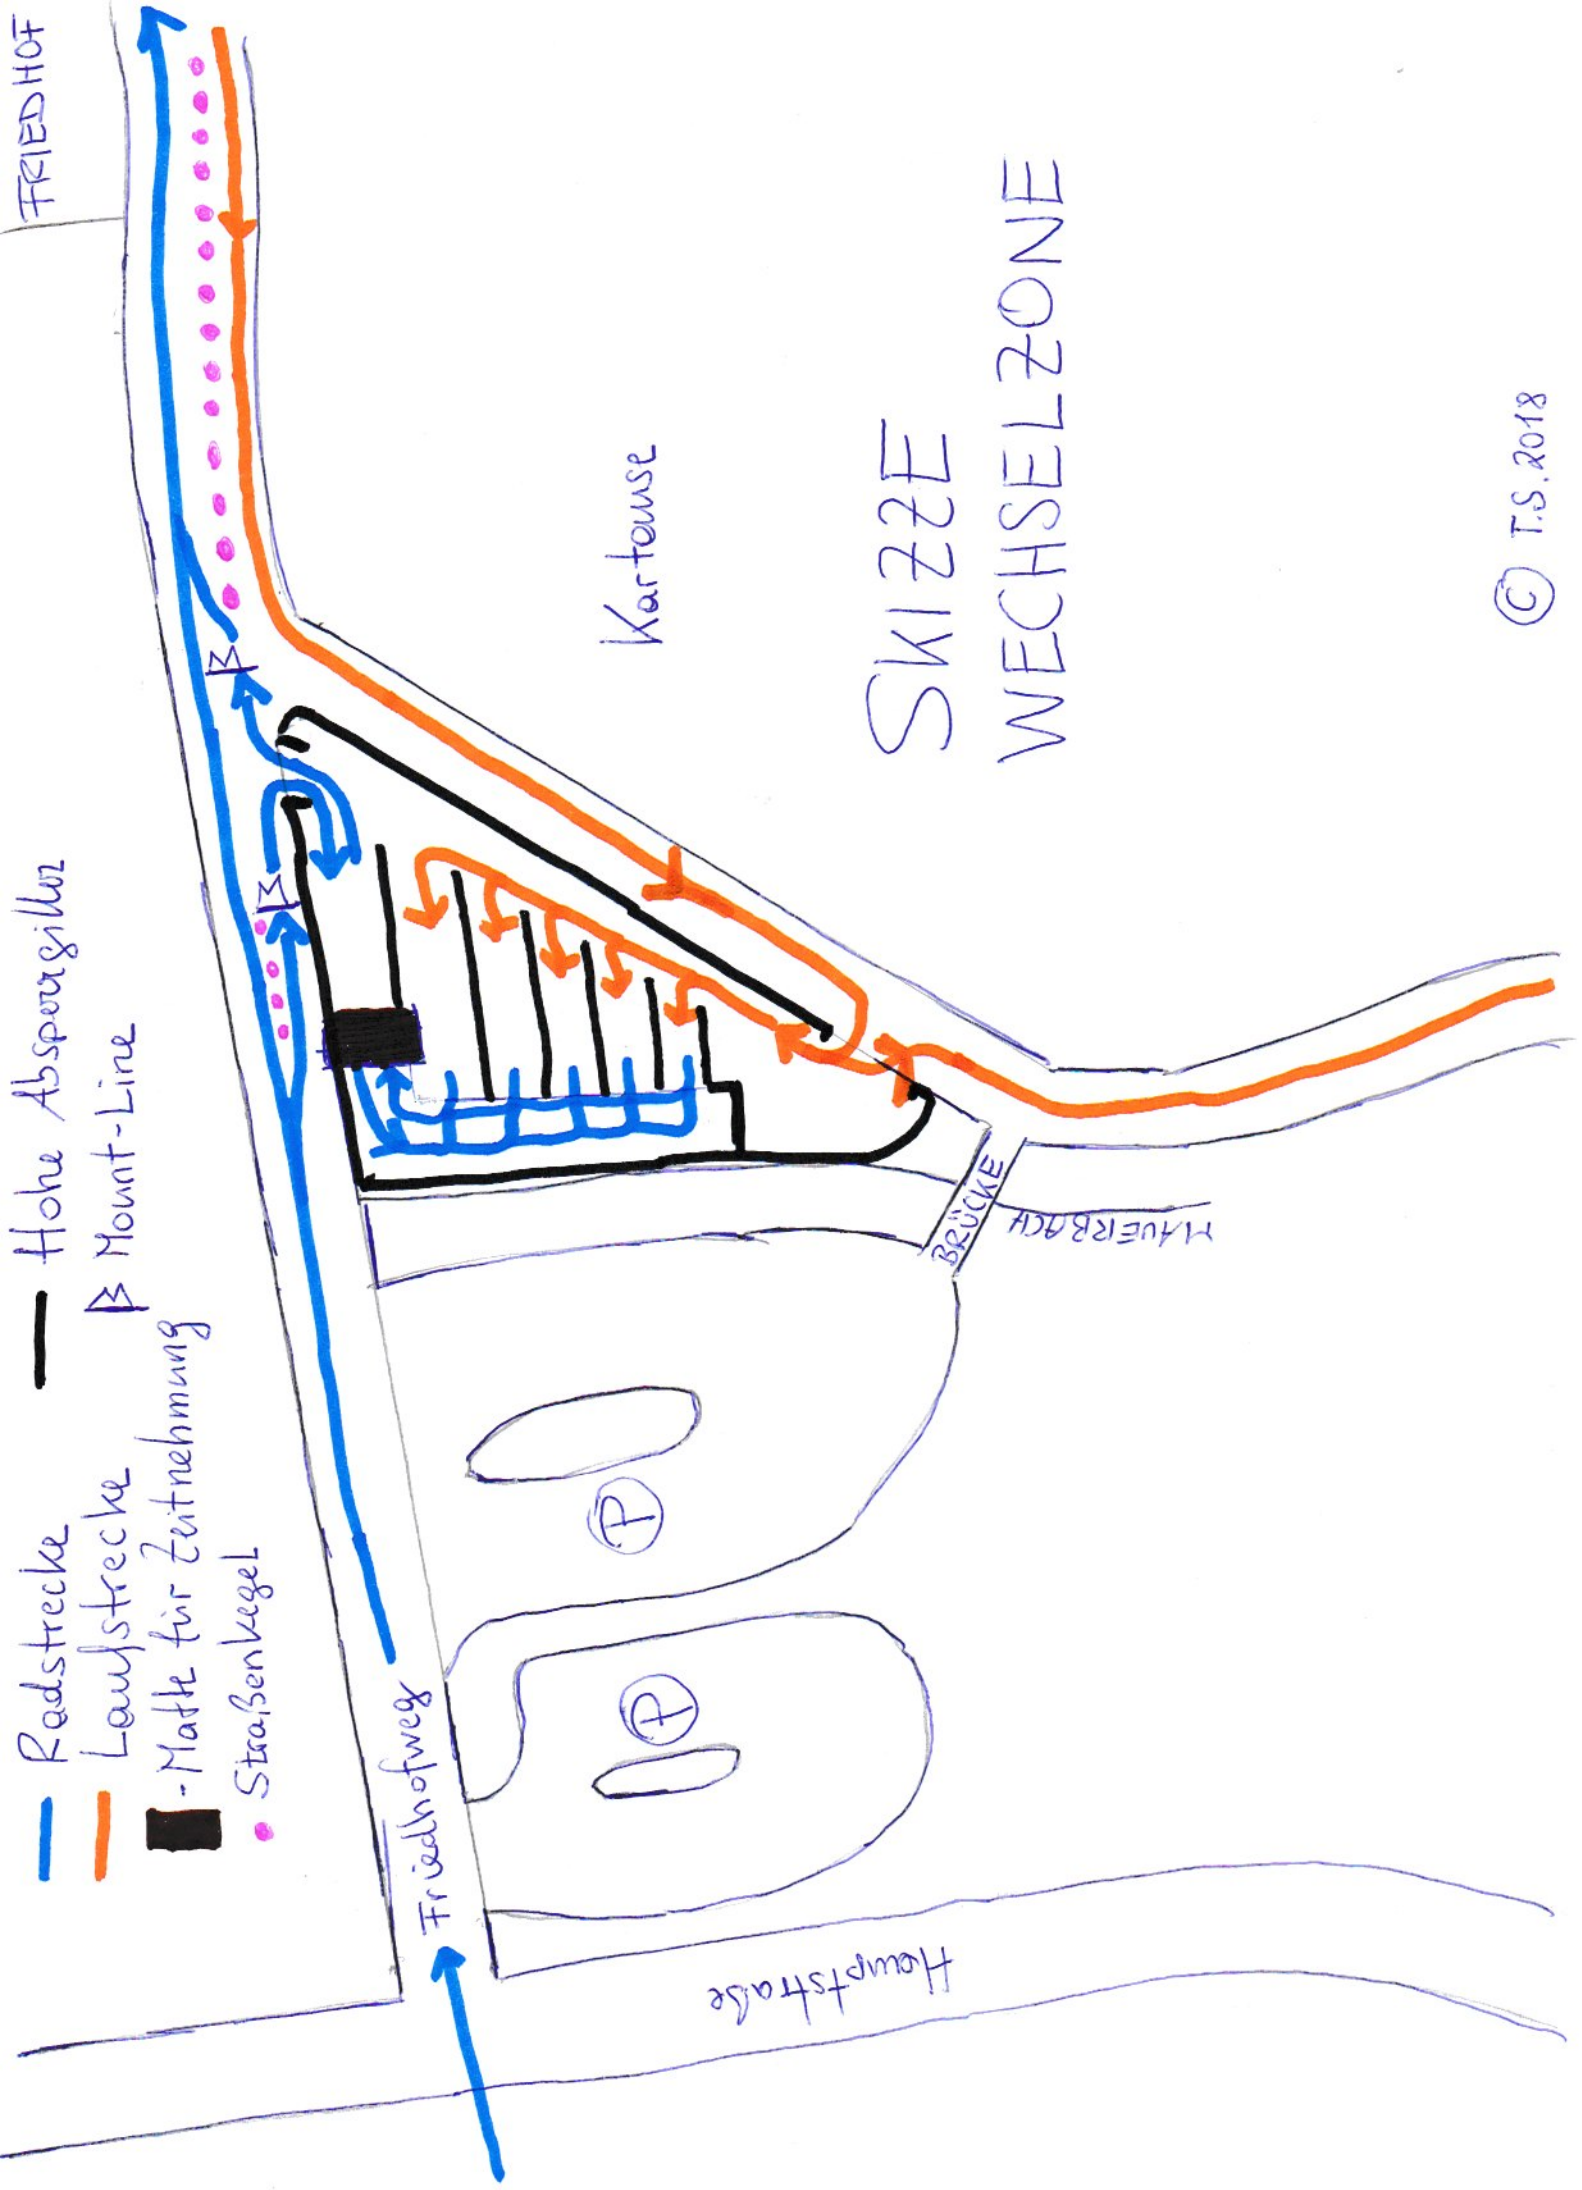 Radstrecke
Hohe Absperrgitter
FRIEDHOF
Laufstrecke
Mount-Line
-Matte für Zeitnehmung
Straßenkegel
Friedhofweg
P
P
Kartause
BRÜCKE
MAUERBACH
Hauptstraße
SKIZZE
WECHSELZONE
© T.S. 2018